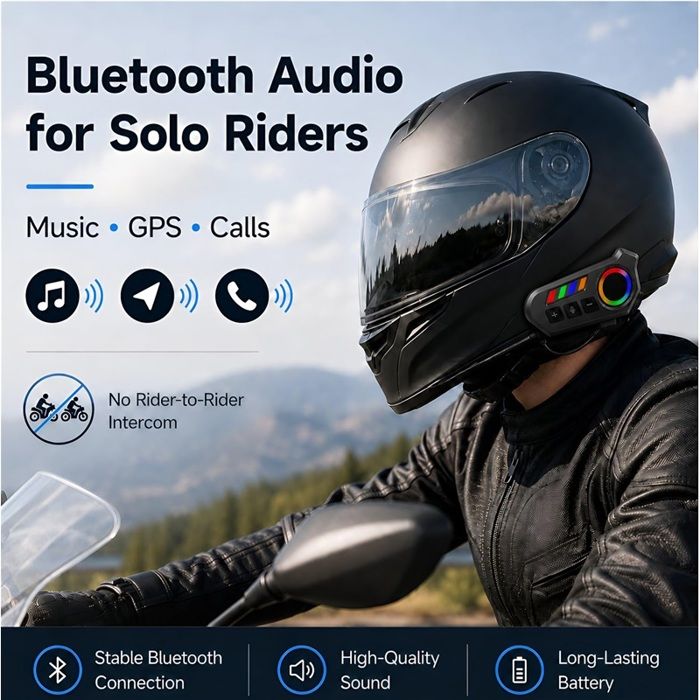 Bluetooth Audio
for Solo Riders
Music • GPS • Calls
No Rider-to-Rider
Intercom
Stable Bluetooth
Connection
High-Quality
Sound
Long-Lasting
Battery